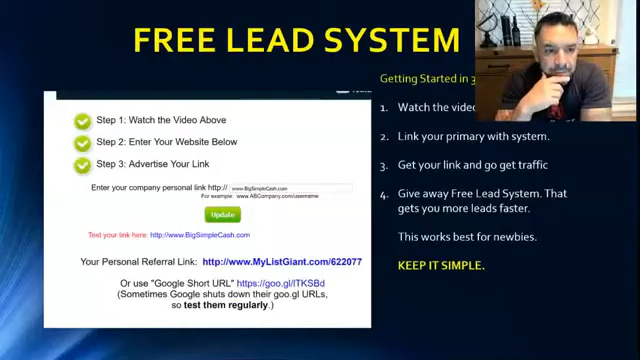 FREE LEAD SYSTEM
Getting Started in 3
Step 1: Watch the Video Above
Step 2: Enter Your Website Below
Step 3: Advertise Your Link
Enter your company personal link http:// www.BigSimpleCash.com
For example: www.ABCompany.com/username
Update
Test your link here: http://www.BigSimpleCash.com
Your Personal Referral Link: http://www.MyListGiant.com/622077
Or use "Google Short URL" https://goo.gl/lTKSBd
(Sometimes Google shuts down their goo.gl URLs,
so test them regularly.)
1. Watch the video
2. Link your primary with system.
3. Get your link and go get traffic
4. Give away Free Lead System. That
gets you more leads faster.
This works best for newbies.
KEEP IT SIMPLE.